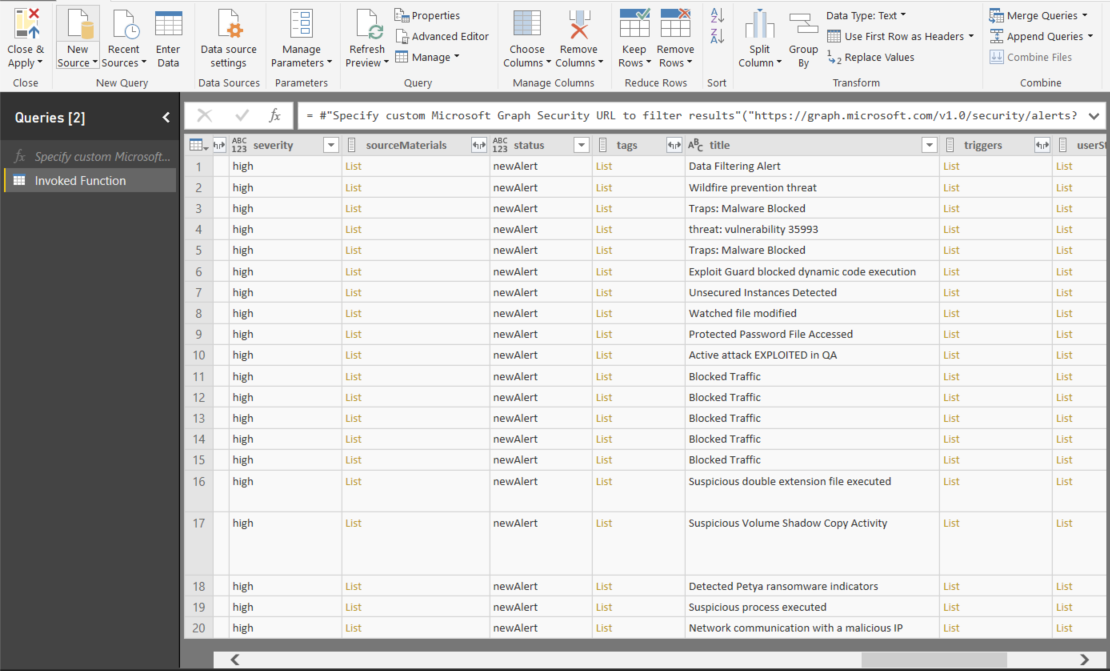 Close & Apply
New Source
Recent Sources
Enter Data
Data source settings
Manage Parameters
Refresh Preview
Properties
Advanced Editor
Manage
Choose Columns
Remove Columns
Keep Rows
Remove Rows
A Z
Z A
Split Column
Group By
Data Type: Text
Use First Row as Headers
1 2 Replace Values
Merge Queries
Append Queries
Combine Files
Close
New Query
Data Sources
Parameters
Query
Manage Columns
Reduce Rows
Sort
Transform
Combine
Queries [2]
fx Specify custom Microsoft...
Invoked Function
fx = #"Specify custom Microsoft Graph Security URL to filter results"("https://graph.microsoft.com/v1.0/security/alerts?
ABC 123 severity sourceMaterials ABC 123 status tags ABC title triggers userSt
1 high List newAlert List Data Filtering Alert List List
2 high List newAlert List Wildfire prevention threat List List
3 high List newAlert List Traps: Malware Blocked List List
4 high List newAlert List threat: vulnerability 35993 List List
5 high List newAlert List Traps: Malware Blocked List List
6 high List newAlert List Exploit Guard blocked dynamic code execution List List
7 high List newAlert List Unsecured Instances Detected List List
8 high List newAlert List Watched file modified List List
9 high List newAlert List Protected Password File Accessed List List
10 high List newAlert List Active attack EXPLOITED in QA List List
11 high List newAlert List Blocked Traffic List List
12 high List newAlert List Blocked Traffic List List
13 high List newAlert List Blocked Traffic List List
14 high List newAlert List Blocked Traffic List List
15 high List newAlert List Blocked Traffic List List
16 high List newAlert List Suspicious double extension file executed List List
17 high List newAlert List Suspicious Volume Shadow Copy Activity List List
18 high List newAlert List Detected Petya ransomware indicators List List
19 high List newAlert List Suspicious process executed List List
20 high List newAlert List Network communication with a malicious IP List List